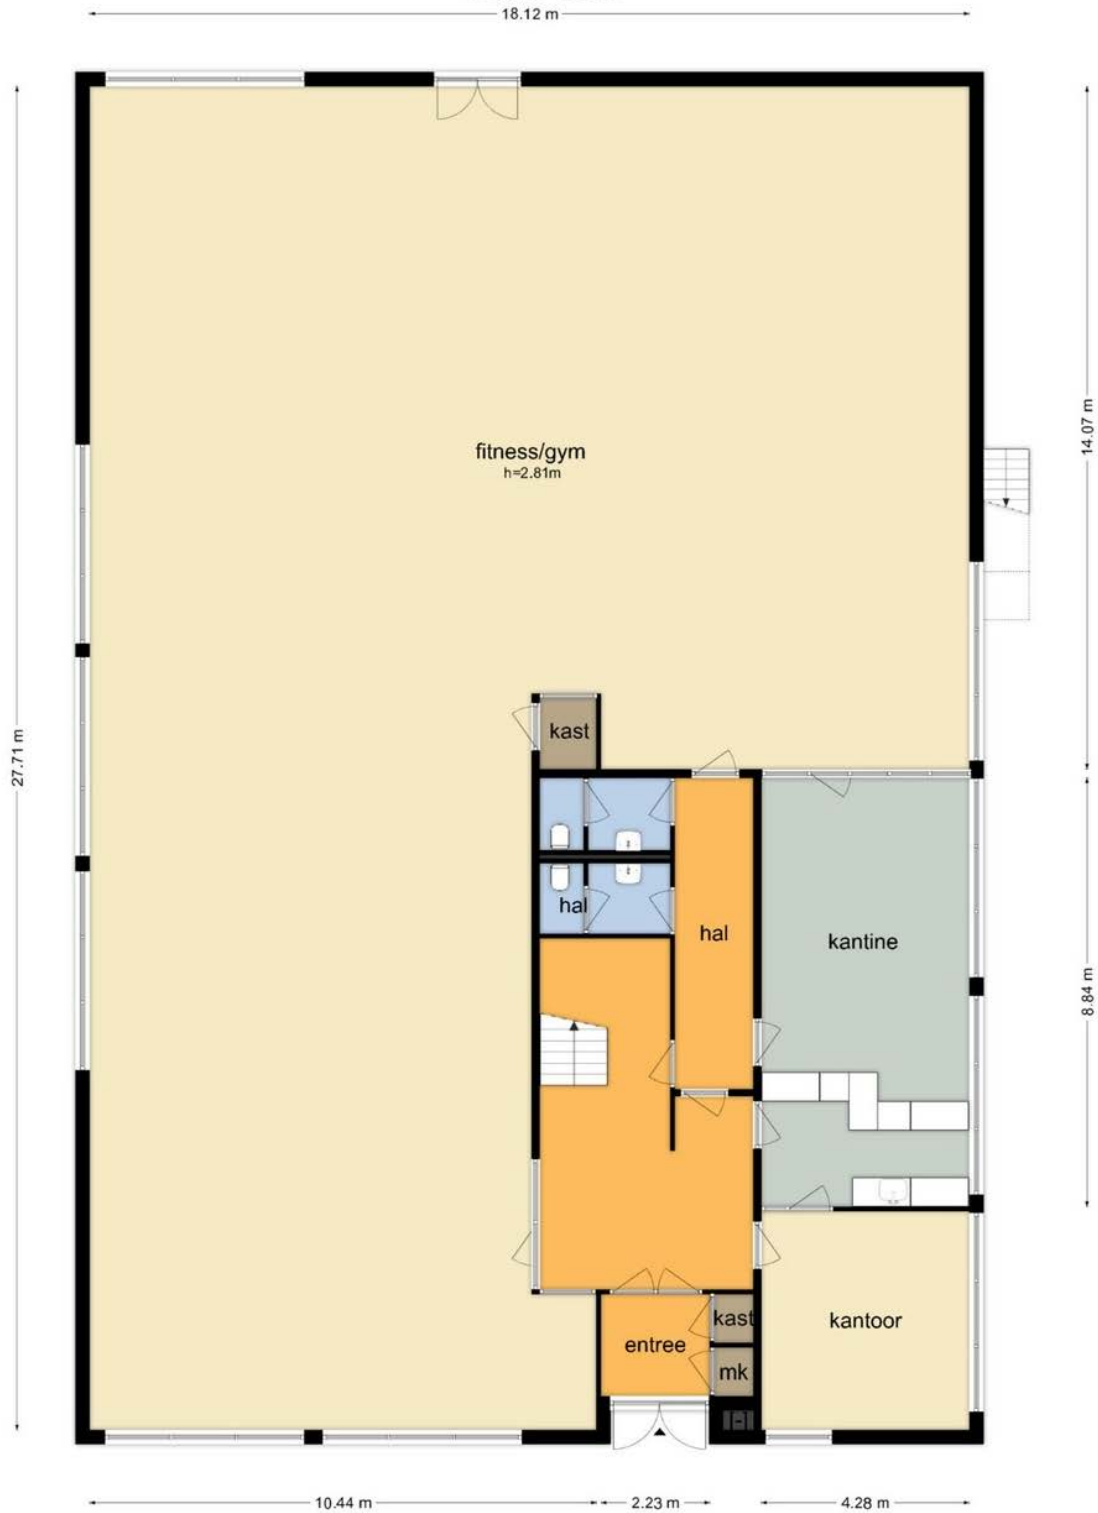 18.12 m
14.07 m
fitness/gym
h=2.81m
27.71 m
kast
hal
hal
kantine
8.84 m
kast
entree
kantoor
mk
10.44 m
2.23 m
4.28 m